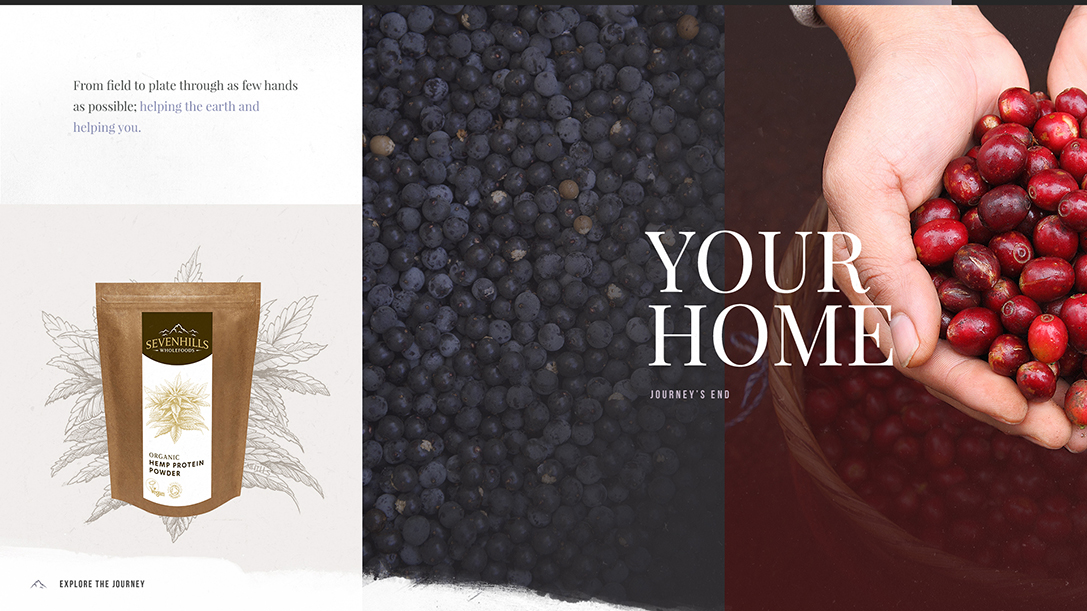 From field to plate through as few hands
as possible; helping the earth and
helping you.
SEVENHILLS
WHOLEFOODS
ORGANIC
HEMP PROTEIN
POWDER
Vegan
EXPLORE THE JOURNEY
YOUR
HOME
JOURNEY'S END